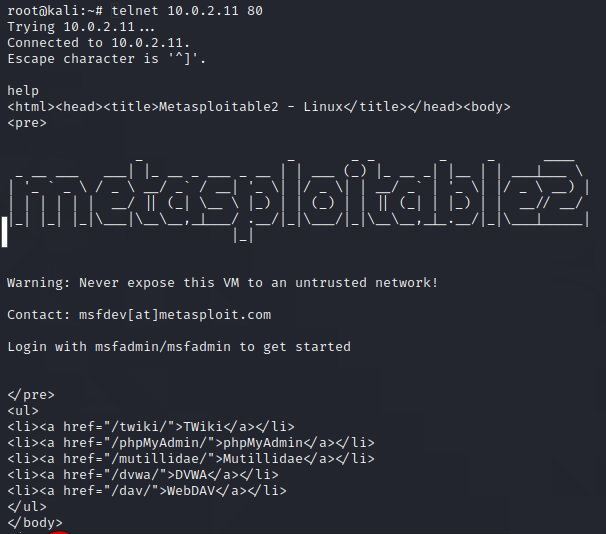 root@kali:~# telnet 10.0.2.11 80
Trying 10.0.2.11...
Connected to 10.0.2.11.
Escape character is '^]'.
help
<html><head><title>Metasploitable2 - Linux</title></head><body>
<pre>
metasploitable2
Warning: Never expose this VM to an untrusted network!
Contact: msfdev[at]metasploit.com
Login with msfadmin/msfadmin to get started
</pre>
<ul>
<li><a href="/twiki/">TWiki</a></li>
<li><a href="/phpMyAdmin/">phpMyAdmin</a></li>
<li><a href="/mutillidae/">Mutillidae</a></li>
<li><a href="/dvwa/">DVWA</a></li>
<li><a href="/dav/">WebDAV</a></li>
</ul>
</body>